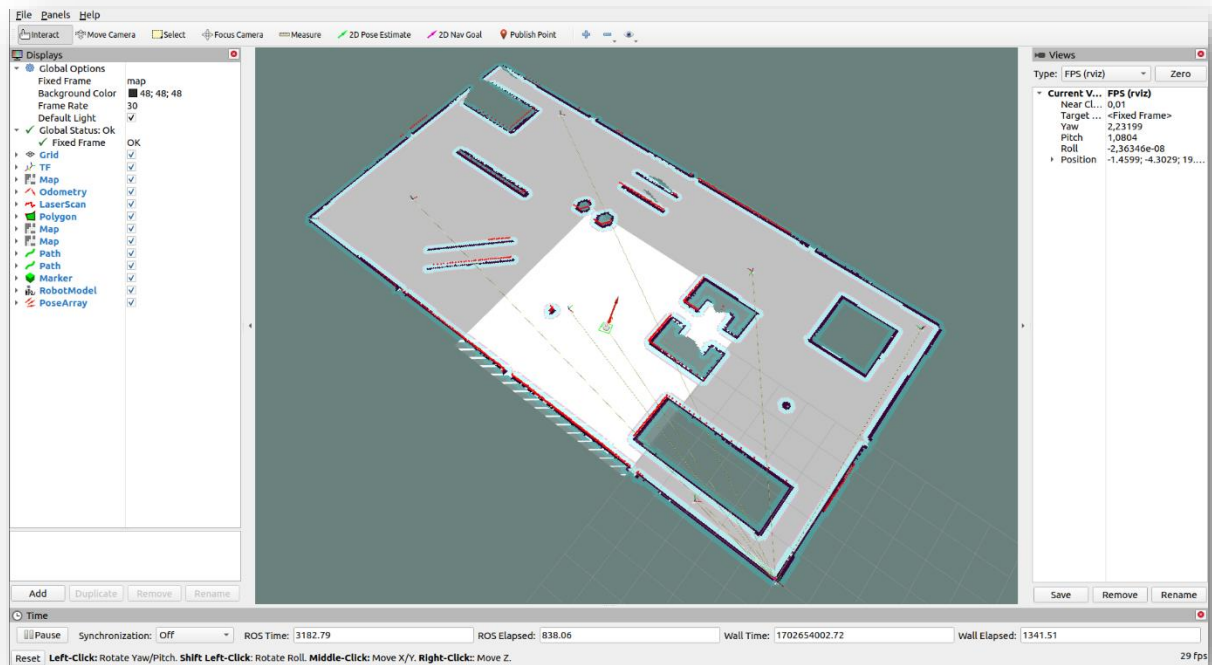 File Panels Help
Interact Move Camera Select Focus Camera Measure 2D Pose Estimate 2D Nav Goal Publish Point
Displays
Global Options
Fixed Frame map
Background Color 48; 48; 48
Frame Rate 30
Default Light
Global Status: Ok
Fixed Frame OK
Grid
TF
Map
Odometry
LaserScan
Polygon
Map
Map
Path
Path
Marker
RobotModel
PoseArray
Add Duplicate Remove Rename
Views
Type: FPS (rviz) Zero
Current V... FPS (rviz)
Near Cl... 0,01
Target ... <Fixed Frame>
Yaw 2,23199
Pitch 1,0804
Roll -2,36346e-08
Position -1.4599; -4.3029; 19....
Save Remove Rename
Time
Pause Synchronization: Off ROS Time: 3182.79 ROS Elapsed: 838.06 Wall Time: 1702654002.72 Wall Elapsed: 1341.51
Reset Left-Click: Rotate Yaw/Pitch. Shift Left-Click: Rotate Roll. Middle-Click: Move X/Y. Right-Click:: Move Z. 29 fps